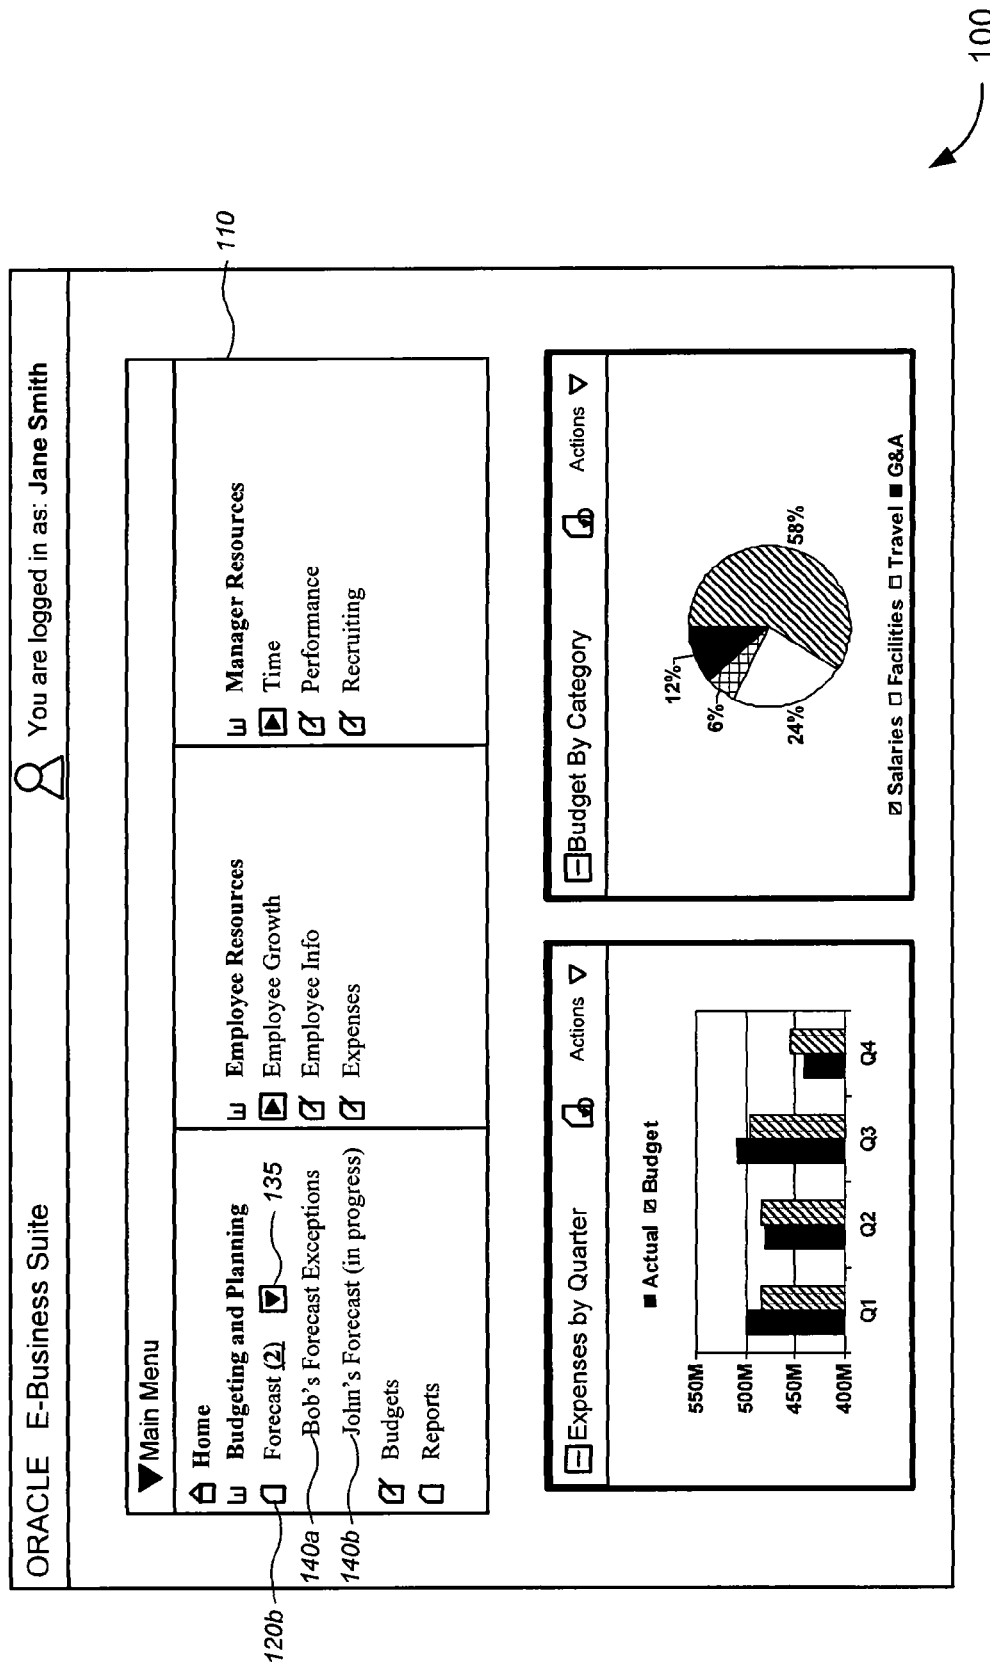 ORACLE E-Business Suite
You are logged in as: Jane Smith
Main Menu
110
Home
Budgeting and Planning
Forecast (2)
135
120b
Bob's Forecast Exceptions
140a
John's Forecast (in progress)
140b
Budgets
Reports
Employee Resources
Employee Growth
Employee Info
Expenses
Manager Resources
Time
Performance
Recruiting
Expenses by Quarter
Actions
Actual Budget
550M
500M
450M
400M
Q1 Q2 Q3 Q4
Budget By Category
Actions
12%
6%
24%
58%
Salaries Facilities Travel G&A
100